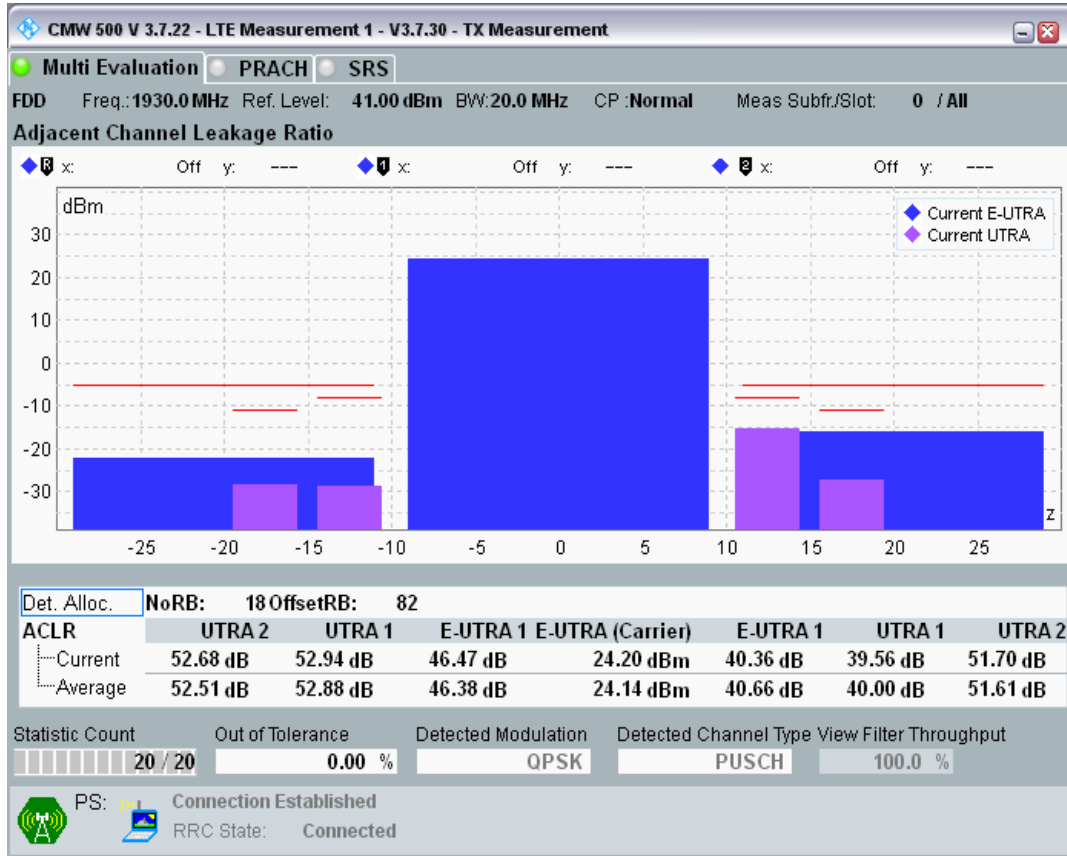 CMW 500 V 3.7.22 - LTE Measurement 1 - V3.7.30 - TX Measurement
Multi Evaluation PRACH SRS
FDD Freq.: 1930.0 MHz Ref. Level: 41.00 dBm BW: 20.0 MHz CP : Normal Meas Subfr./Slot: 0 / All
Adjacent Channel Leakage Ratio
R x: Off y: --- 1 x: Off y: --- 2 x: Off y: ---
dBm
Current E-UTRA
Current UTRA
30
20
10
0
-10
-20
-30
z
-25 -20 -15 -10 -5 0 5 10 15 20 25
Det. Alloc. NoRB: 18 OffsetRB: 82
ACLR UTRA 2 UTRA 1 E-UTRA 1 E-UTRA (Carrier) E-UTRA 1 UTRA 1 UTRA 2
Current 52.68 dB 52.94 dB 46.47 dB 24.20 dBm 40.36 dB 39.56 dB 51.70 dB
Average 52.51 dB 52.88 dB 46.38 dB 24.14 dBm 40.66 dB 40.00 dB 51.61 dB
Statistic Count Out of Tolerance Detected Modulation Detected Channel Type View Filter Throughput
20 / 20 0.00 % QPSK PUSCH 100.0 %
PS: Connection Established
RRC State: Connected